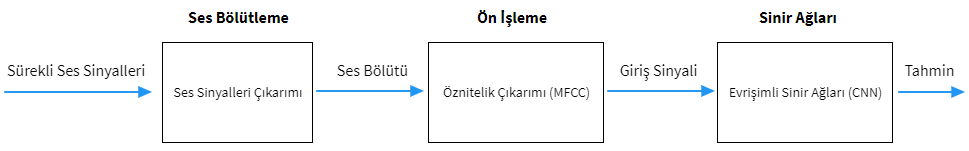 Ses Bölütleme
Ön İşleme
Sinir Ağları
Sürekli Ses Sinyalleri
Ses Sinyalleri Çıkarımı
Ses Bölütü
Öznitelik Çıkarımı (MFCC)
Giriş Sinyali
Evrişimli Sinir Ağları (CNN)
Tahmin